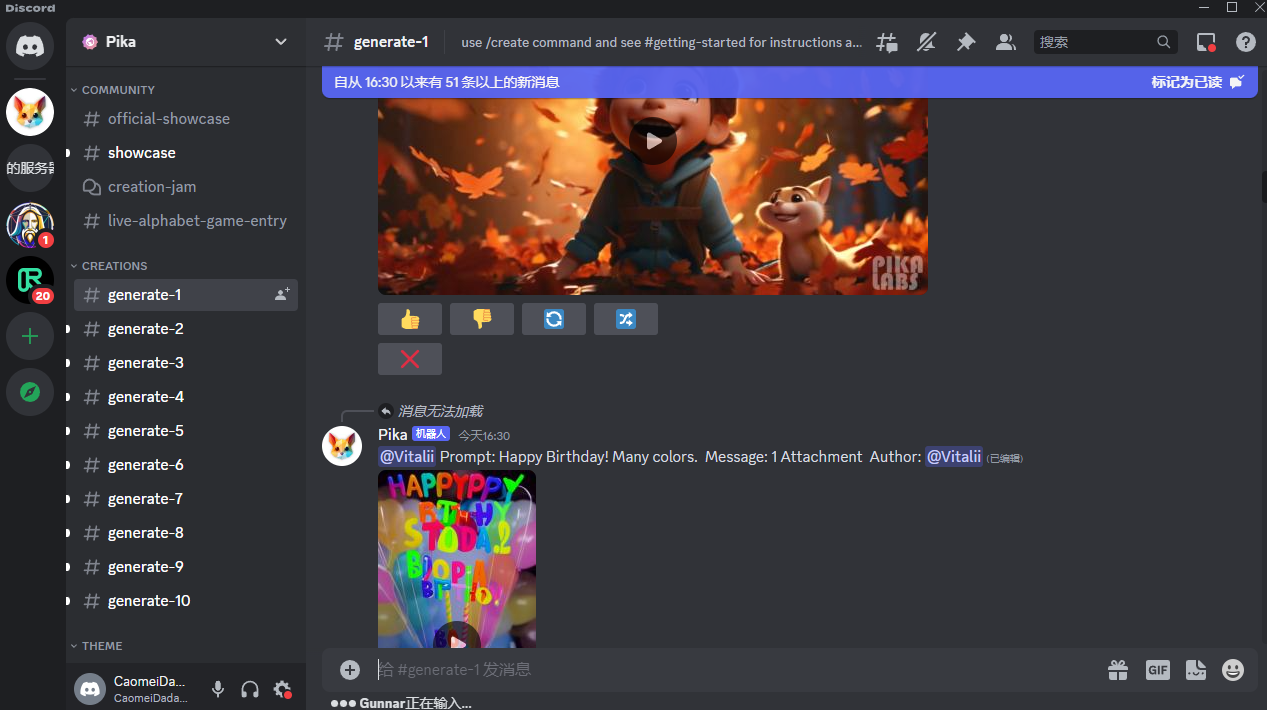 Discord
Pika
generate-1
use /create command and see #getting-started for instructions a...
搜索
自从 16:30 以来有 51 条以上的新消息
标记为已读
COMMUNITY
official-showcase
showcase
creation-jam
live-alphabet-game-entry
CREATIONS
generate-1
generate-2
generate-3
generate-4
generate-5
generate-6
generate-7
generate-8
generate-9
generate-10
THEME
的服务器
1
20
CaomeiDa...
CaomeiDada...
PIKA
LABS
消息无法加载
Pika 机器人 今天16:30
@Vitalii Prompt: Happy Birthday! Many colors. Message: 1 Attachment Author: @Vitalii (已编辑)
HAPPYPPY
BRTHHY
STODA2
给 #generate-1 发消息
GIF
Gunnar正在输入...